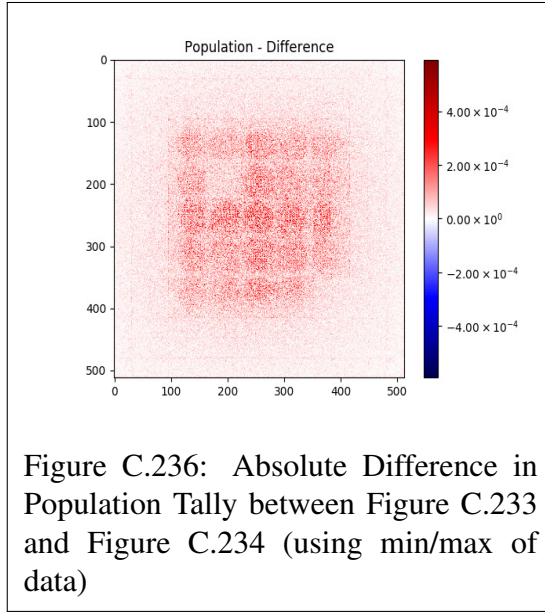 Population - Difference
0
100
200
300
400
500
0 100 200 300 400 500
4.00 × 10⁻⁴
2.00 × 10⁻⁴
0.00 × 10⁰
−2.00 × 10⁻⁴
−4.00 × 10⁻⁴
Figure C.236: Absolute Difference in
Population Tally between Figure C.233
and Figure C.234 (using min/max of
data)